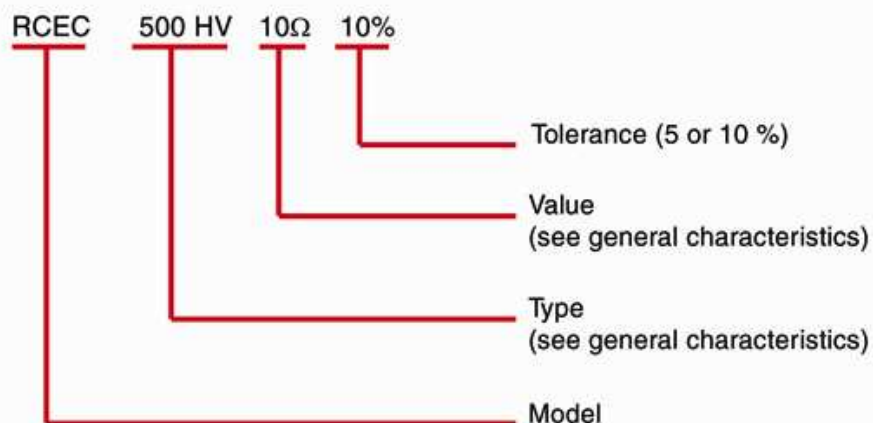 RCEC 500 HV 10Ω 10%
Tolerance (5 or 10 %)
Value
(see general characteristics)
Type
(see general characteristics)
Model